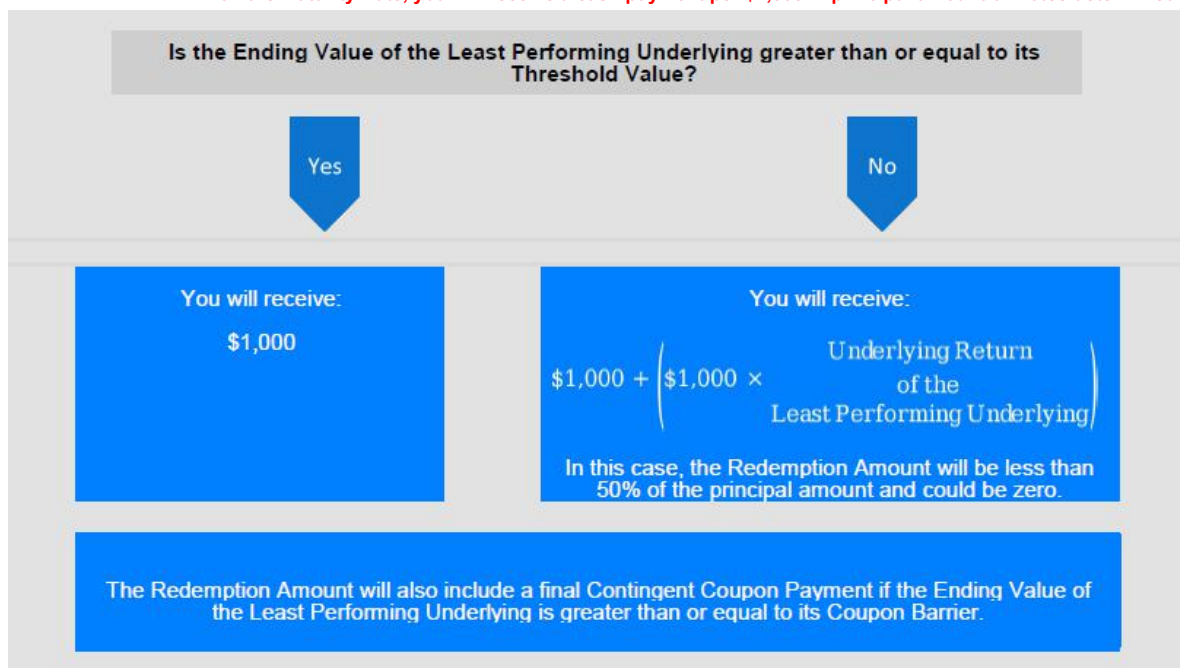 Is the Ending Value of the Least Performing Underlying greater than or equal to its
Threshold Value?
Yes
No
You will receive:
$1,000
You will receive:
$1,000 + ($1,000 × Underlying Return
of the
Least Performing Underlying)
In this case, the Redemption Amount will be less than
50% of the principal amount and could be zero.
The Redemption Amount will also include a final Contingent Coupon Payment if the Ending Value of
the Least Performing Underlying is greater than or equal to its Coupon Barrier.